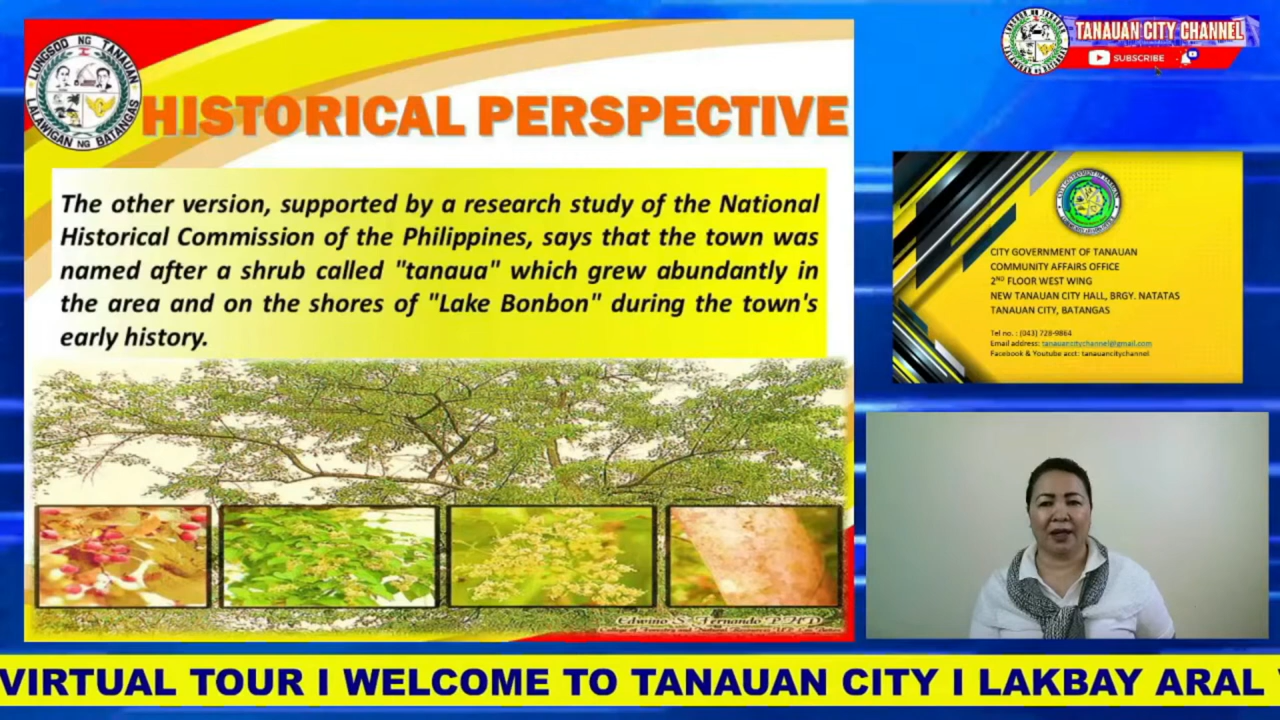 LUNGSOD NG TANAUAN
LALAWIGAN NG BATANGAS
HISTORICAL PERSPECTIVE
The other version, supported by a research study of the National
Historical Commission of the Philippines, says that the town was
named after a shrub called "tanaua" which grew abundantly in
the area and on the shores of "Lake Bonbon" during the town's
early history.
Edwino S. Fernando
TANAUAN CITY CHANNEL
SUBSCRIBE
CITY GOVERNMENT OF TANAUAN
COMMUNITY AFFAIRS OFFICE
2ND FLOOR WEST WING
NEW TANAUAN CITY HALL, BRGY. NATATAS
TANAUAN CITY, BATANGAS
Tel no. : (043) 728-9864
Email address: tanauancitychannel@gmail.com
Facebook & Youtube acct: tanauancitychannel
VIRTUAL TOUR I WELCOME TO TANAUAN CITY I LAKBAY ARAL